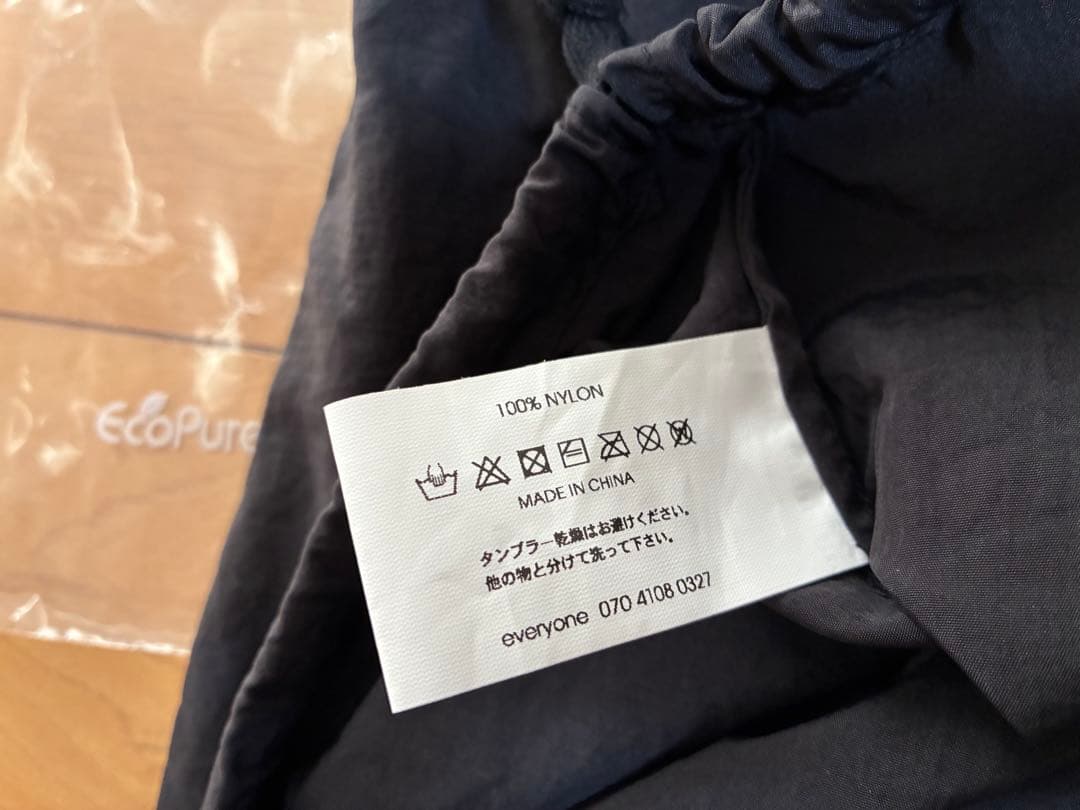 EcoPure
100% NYLON
MADE IN CHINA
タンブラー乾燥はお避けください。
他の物と分けて洗って下さい。
everyone 070 4108 0327